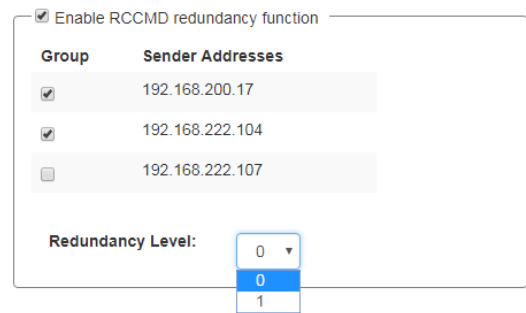 Enable RCCMD redundancy function
Group Sender Addresses
192.168.200.17
192.168.222.104
192.168.222.107
Redundancy Level: 0
0
1